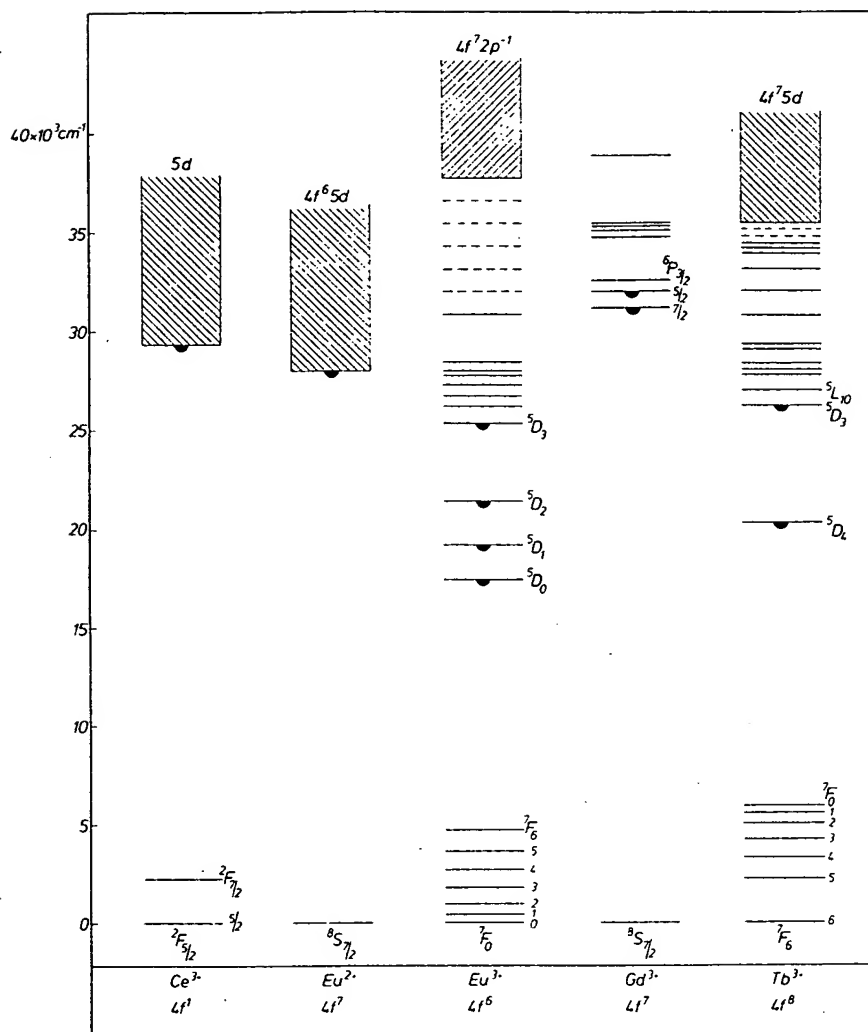 4f⁷2p⁻¹
4f⁷5d
40×10³cm⁻¹
5d
4f⁶5d
35
⁶P₃/₂
5/2
7/2
30
⁵L₁₀
⁵D₃
⁵D₃
25
⁵D₂
⁵D₄
20
⁵D₁
⁵D₀
15
10
⁷F₀
1
2
3
4
5
6
5
⁷F₆
5
4
3
2
1
0
²F₇/₂
5/2
0
²F₅/₂
⁸S₇/₂
⁷F₀
⁸S₇/₂
⁷F₆
Ce³⁺
Eu²⁺
Eu³⁺
Gd³⁺
Tb³⁺
4f¹
4f⁷
4f⁶
4f⁷
4f⁸